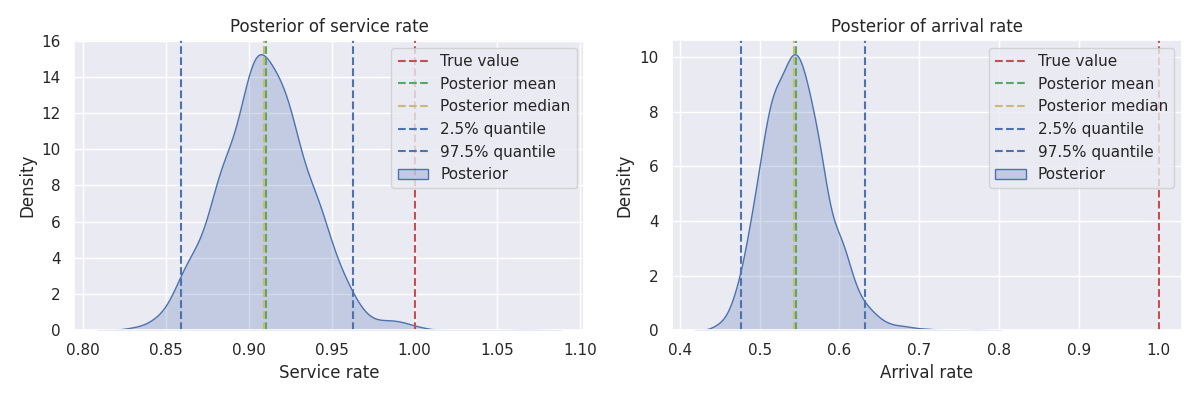 Posterior of service rate
16
14
12
10
8
6
4
2
0
Density
True value
Posterior mean
Posterior median
2.5% quantile
97.5% quantile
Posterior
0.80 0.85 0.90 0.95 1.00 1.05 1.10
Service rate
Posterior of arrival rate
10
8
6
4
2
0
Density
True value
Posterior mean
Posterior median
2.5% quantile
97.5% quantile
Posterior
0.4 0.5 0.6 0.7 0.8 0.9 1.0
Arrival rate